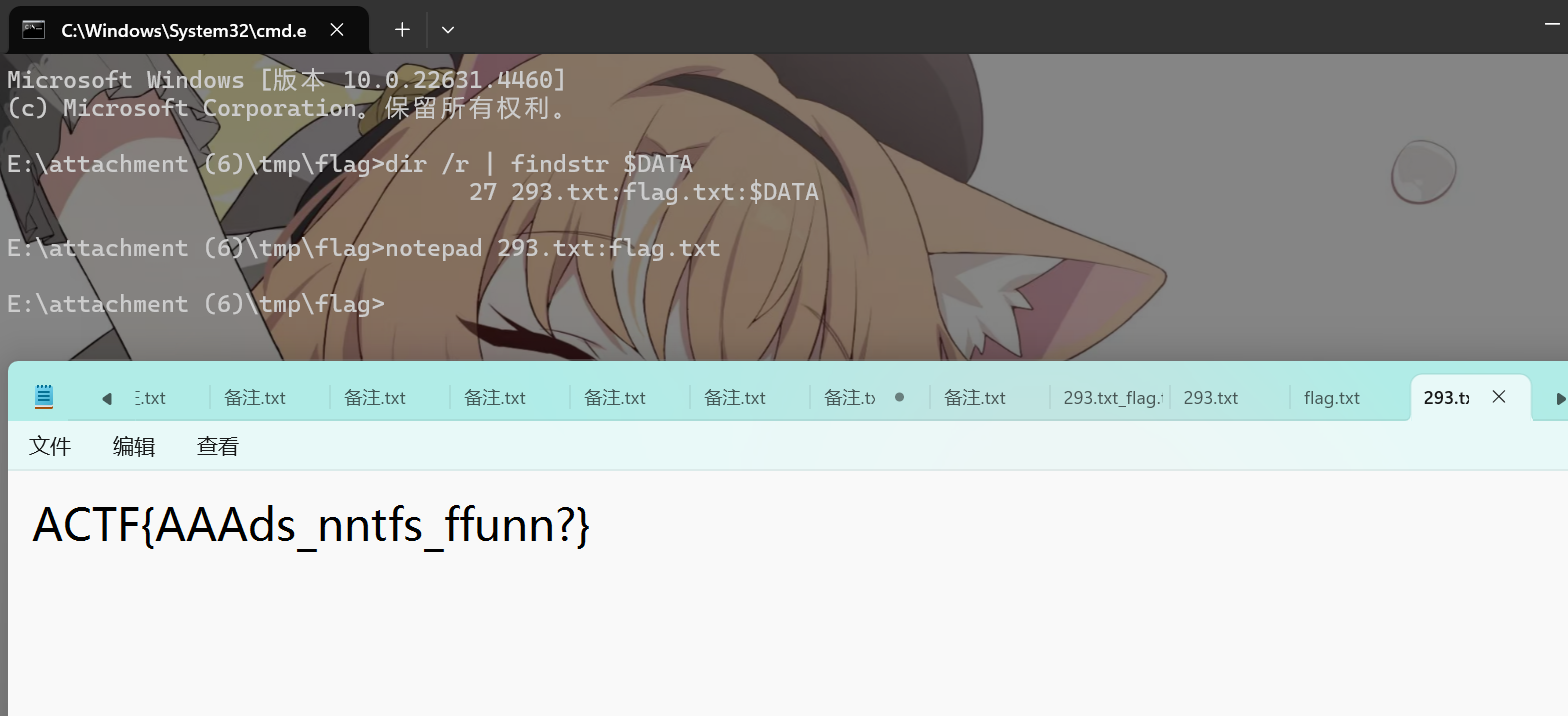 C:\Windows\System32\cmd.e
Microsoft Windows [版本 10.0.22631.4460]
(c) Microsoft Corporation。保留所有权利。
E:\attachment (6)\tmp\flag>dir /r | findstr $DATA
27 293.txt:flag.txt:$DATA
E:\attachment (6)\tmp\flag>notepad 293.txt:flag.txt
E:\attachment (6)\tmp\flag>
.txt 备注.txt 备注.txt 备注.txt 备注.txt 备注.txt 备注.tx 备注.txt 293.txt_flag. 293.txt flag.txt 293.tx
文件 编辑 查看
ACTF{AAAds_nntfs_ffunn?}